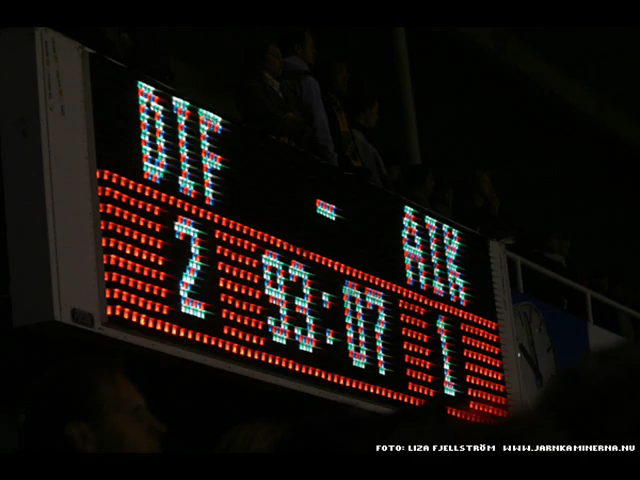 DIF - AIK
2 93:07 1
FOTO: LIZA FJELLSTRÖM WWW.JARNKAMINERNA.NU